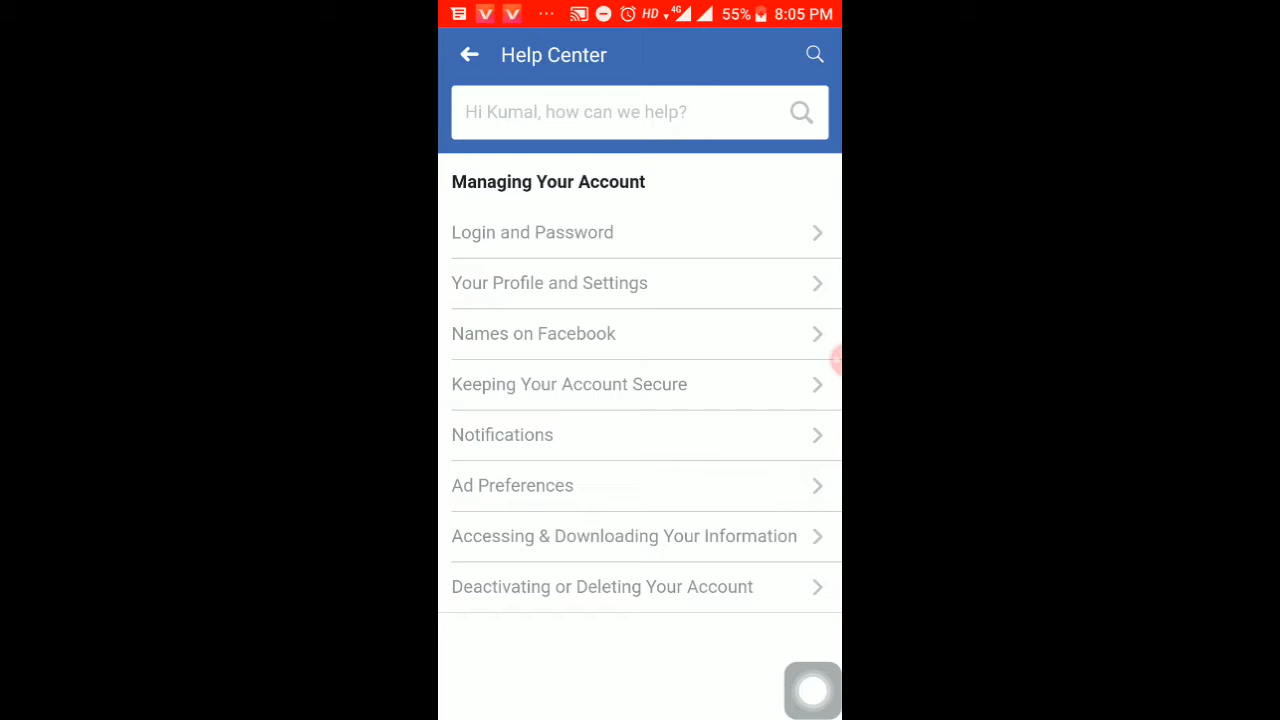 HD 4G 55% 8:05 PM
Help Center
Hi Kumal, how can we help?
Managing Your Account
Login and Password
Your Profile and Settings
Names on Facebook
Keeping Your Account Secure
Notifications
Ad Preferences
Accessing & Downloading Your Information
Deactivating or Deleting Your Account